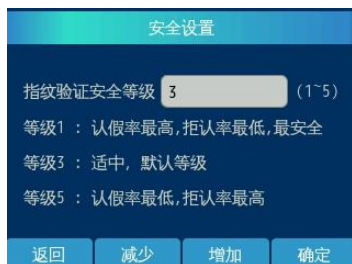 安全设置
指纹验证安全等级 3 (1~5)
等级1 : 认假率最高,拒认率最低,最安全
等级3 : 适中, 默认等级
等级5 : 认假率最低,拒认率最高
返回 减少 增加 确定